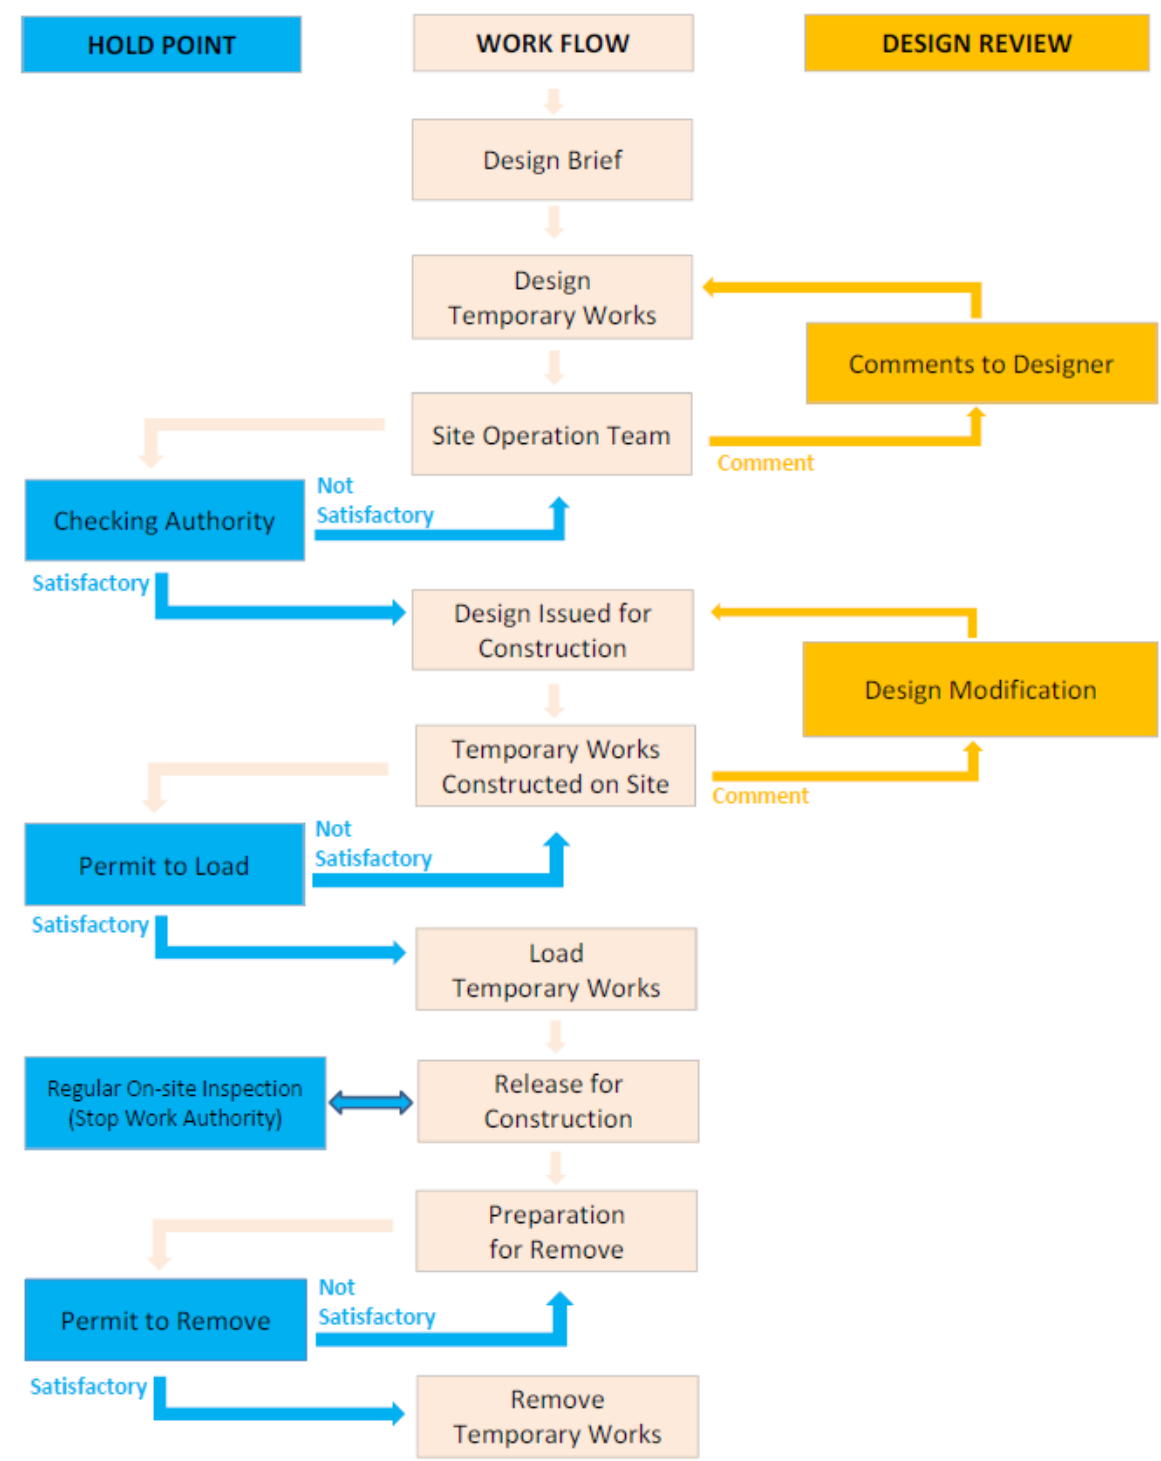 HOLD POINT
WORK FLOW
DESIGN REVIEW
Design Brief
Design
Temporary Works
Comments to Designer
Site Operation Team
Comment
Not
Satisfactory
Checking Authority
Satisfactory
Design Issued for
Construction
Design Modification
Temporary Works
Constructed on Site
Comment
Not
Satisfactory
Permit to Load
Satisfactory
Load
Temporary Works
Regular On-site Inspection
(Stop Work Authority)
Release for
Construction
Preparation
for Remove
Not
Satisfactory
Permit to Remove
Satisfactory
Remove
Temporary Works